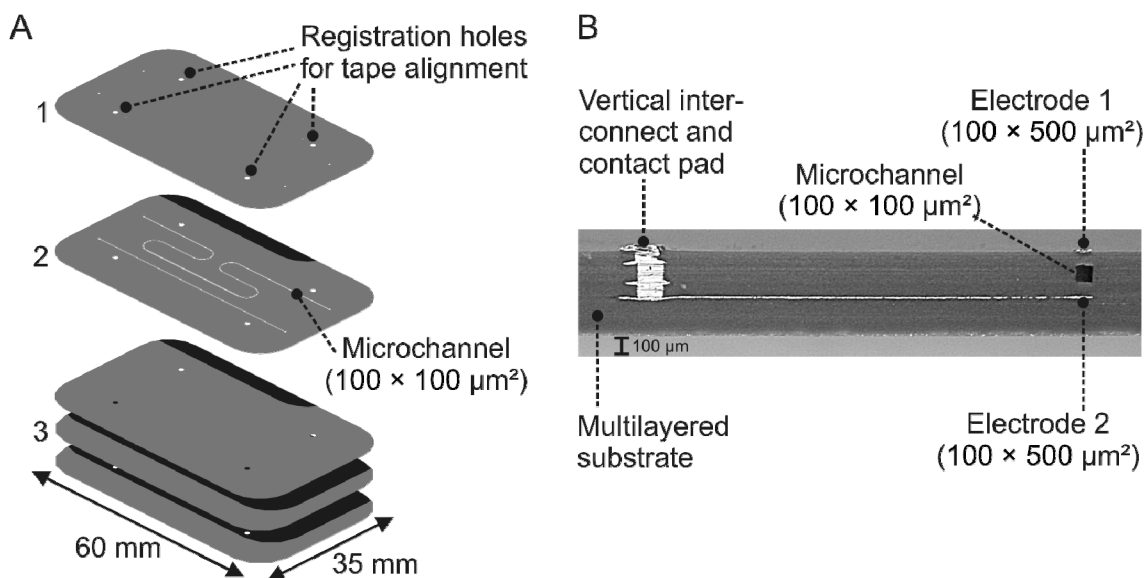 A
Registration holes
for tape alignment
1
2
Microchannel
(100 × 100 µm²)
3
60 mm
35 mm
B
Vertical inter-
connect and
contact pad
Electrode 1
(100 × 500 µm²)
Microchannel
(100 × 100 µm²)
100 µm
Multilayered
substrate
Electrode 2
(100 × 500 µm²)